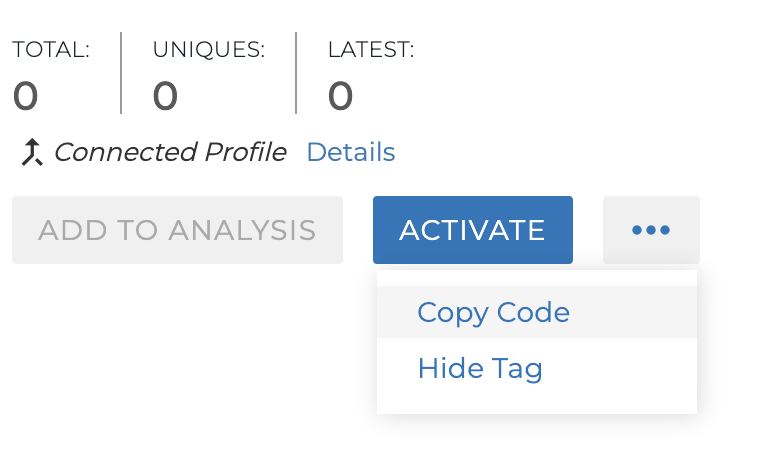 TOTAL: UNIQUES: LATEST:
0 0 0
Connected Profile Details
ADD TO ANALYSIS ACTIVATE •••
Copy Code
Hide Tag